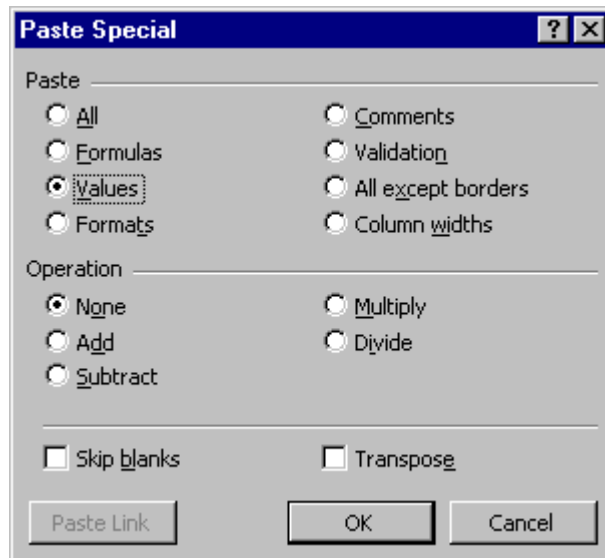 Paste Special
Paste
All
Comments
Formulas
Validation
Values
All except borders
Formats
Column widths
Operation
None
Multiply
Add
Divide
Subtract
Skip blanks
Transpose
Paste Link
OK
Cancel